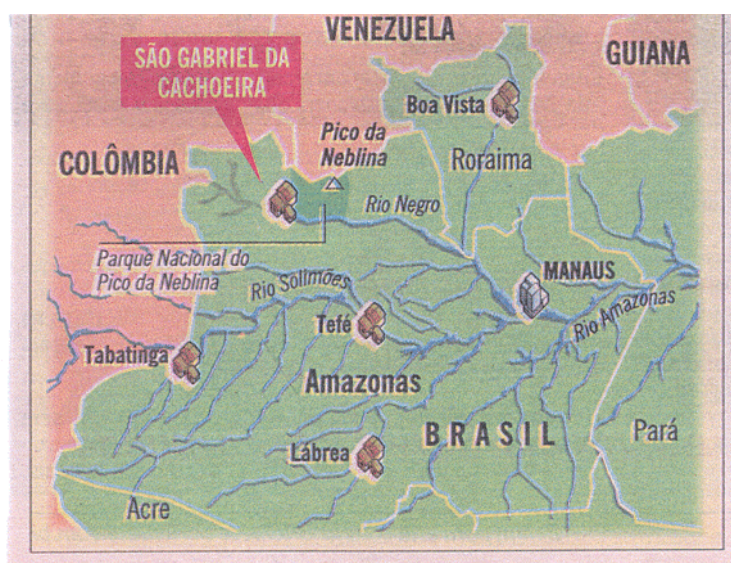 VENEZUELA
GUIANA
SÃO GABRIEL DA
CACHOEIRA
Boa Vista
Pico da
Neblina
COLÔMBIA
Roraima
Rio Negro
Parque Nacional do
Pico da Neblina
MANAUS
Rio Solimões
Rio Amazonas
Tefé
Tabatinga
Amazonas
BRASIL
Pará
Lábrea
Acre